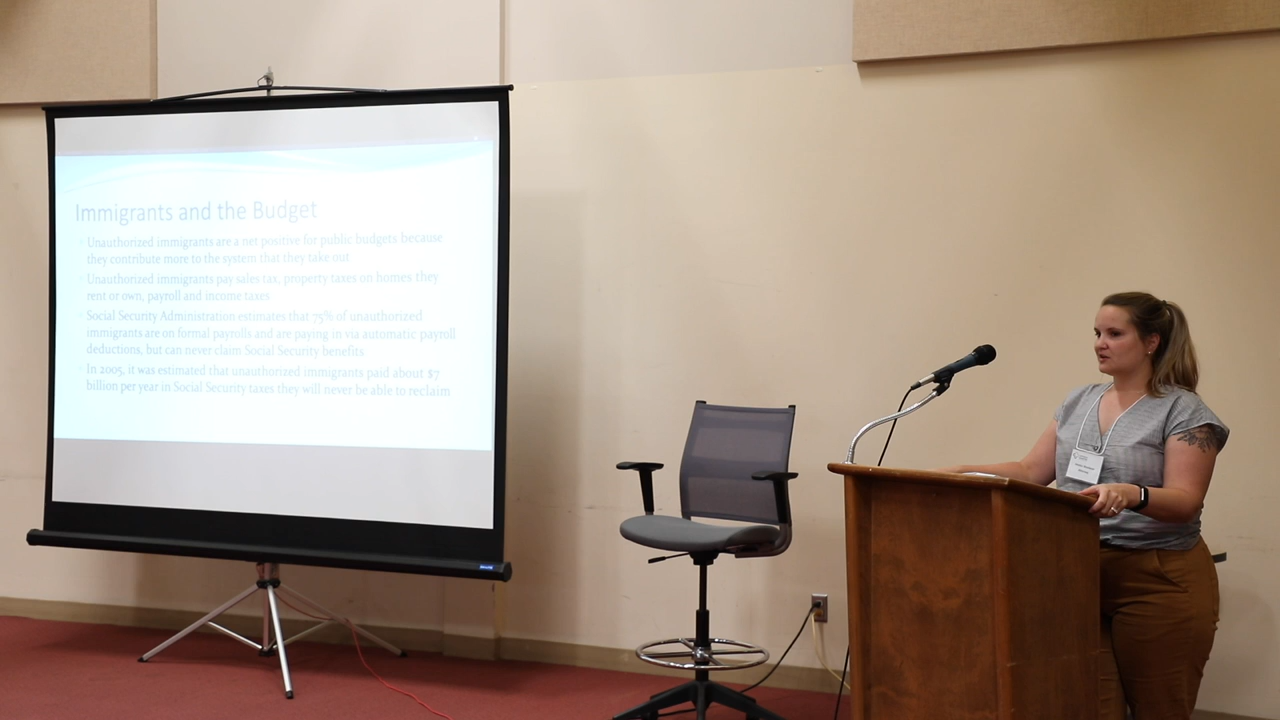 Immigrants and the Budget
Unauthorized immigrants are a net positive for public budgets because
they contribute more to the system that they take out
Unauthorized immigrants pay sales tax, property taxes on homes they
rent or own, payroll and income taxes
Social Security Administration estimates that 75% of unauthorized
immigrants are on formal payrolls and are paying in via automatic payroll
deductions, but can never claim Social Security benefits
In 2005, it was estimated that unauthorized immigrants paid about $7
billion per year in Social Security taxes they will never be able to reclaim